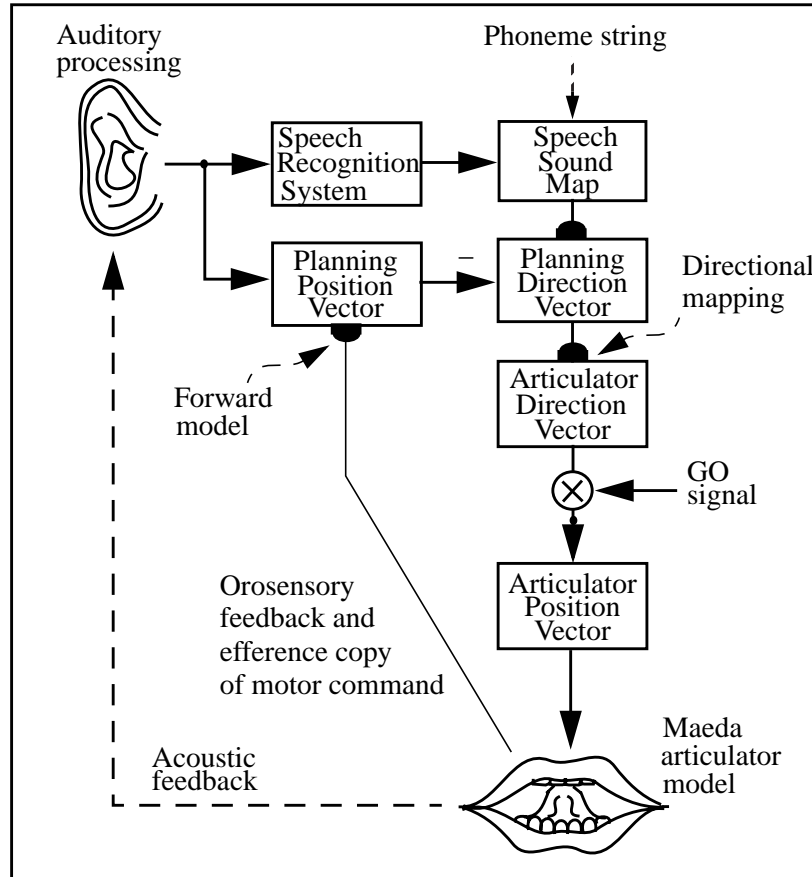 Auditory
processing
Phoneme string
Speech
Recognition
System
Speech
Sound
Map
Planning
Position
Vector
–
Planning
Direction
Vector
Directional
mapping
Forward
model
Articulator
Direction
Vector
GO
signal
Orosensory
feedback and
efference copy
of motor command
Articulator
Position
Vector
Acoustic
feedback
Maeda
articulator
model